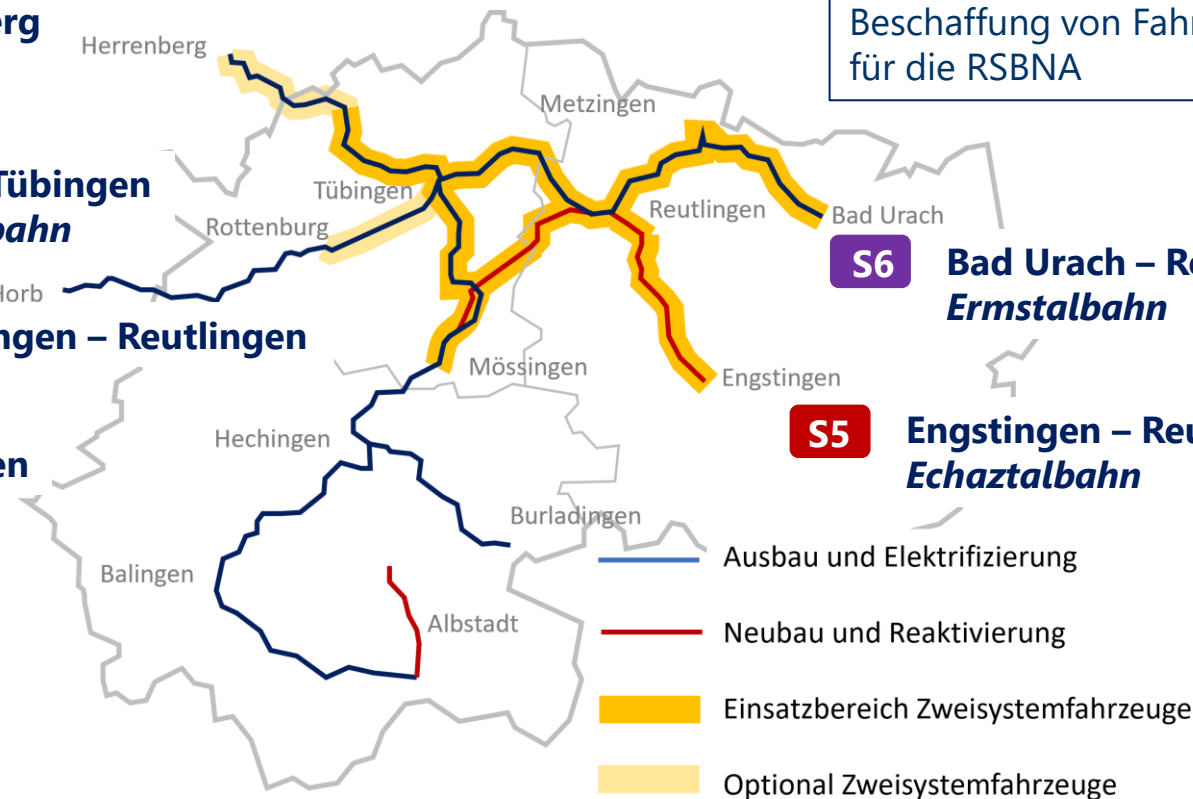 erg
Beschaffung von Fahr
für die RSBNA
Herrenberg
Metzingen
Tübingen
bahn
Tübingen
Rottenburg
Reutlingen
Bad Urach
Horb
S6
Bad Urach – Re
Ermstalbahn
ngen – Reutlingen
Mössingen
Engstingen
S5
Engstingen – Reu
Echaztalbahn
Hechingen
en
Burladingen
Balingen
Albstadt
Ausbau und Elektrifizierung
Neubau und Reaktivierung
Einsatzbereich Zweisystemfahrzeuge
Optional Zweisystemfahrzeuge